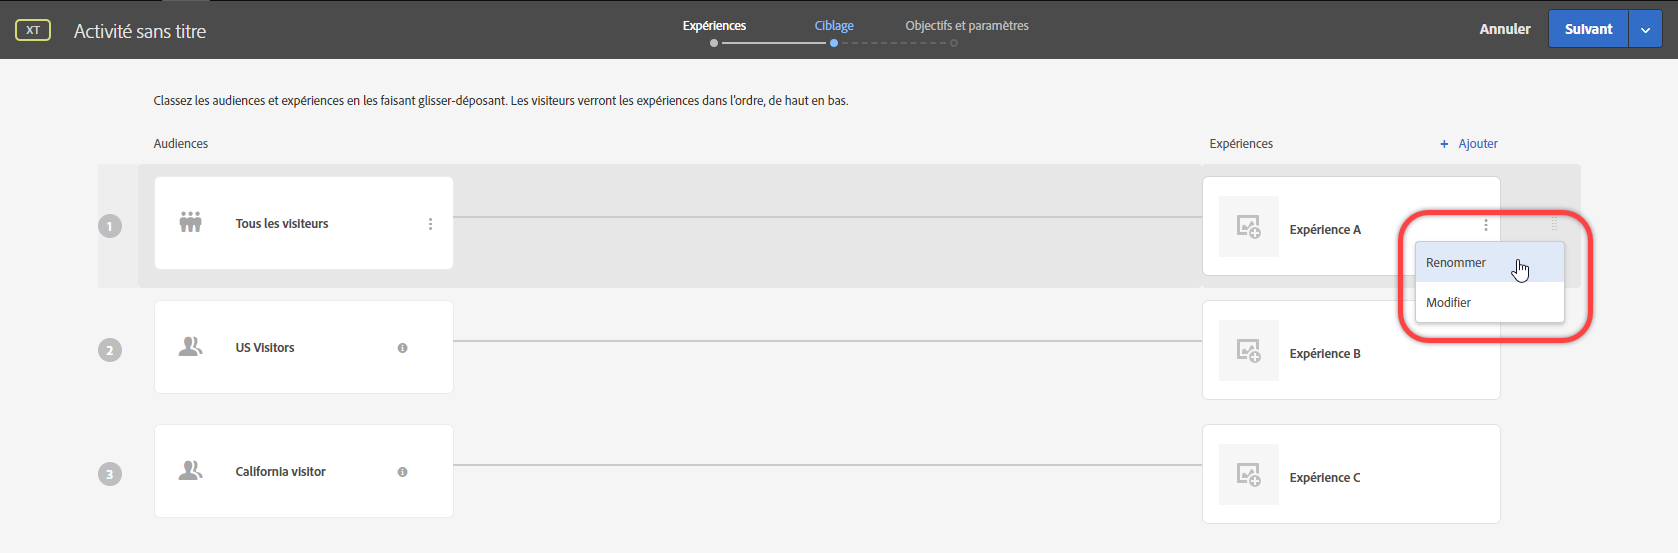 XT
Activité sans titre
Expériences
Ciblage
Objectifs et paramètres
Annuler
Suivant
Classez les audiences et expériences en les faisant glisser-déposant. Les visiteurs verront les expériences dans l'ordre, de haut en bas.
Audiences
Expériences
+ Ajouter
1
Tous les visiteurs
Expérience A
Renommer
Modifier
2
US Visitors
Expérience B
3
California visitor
Expérience C